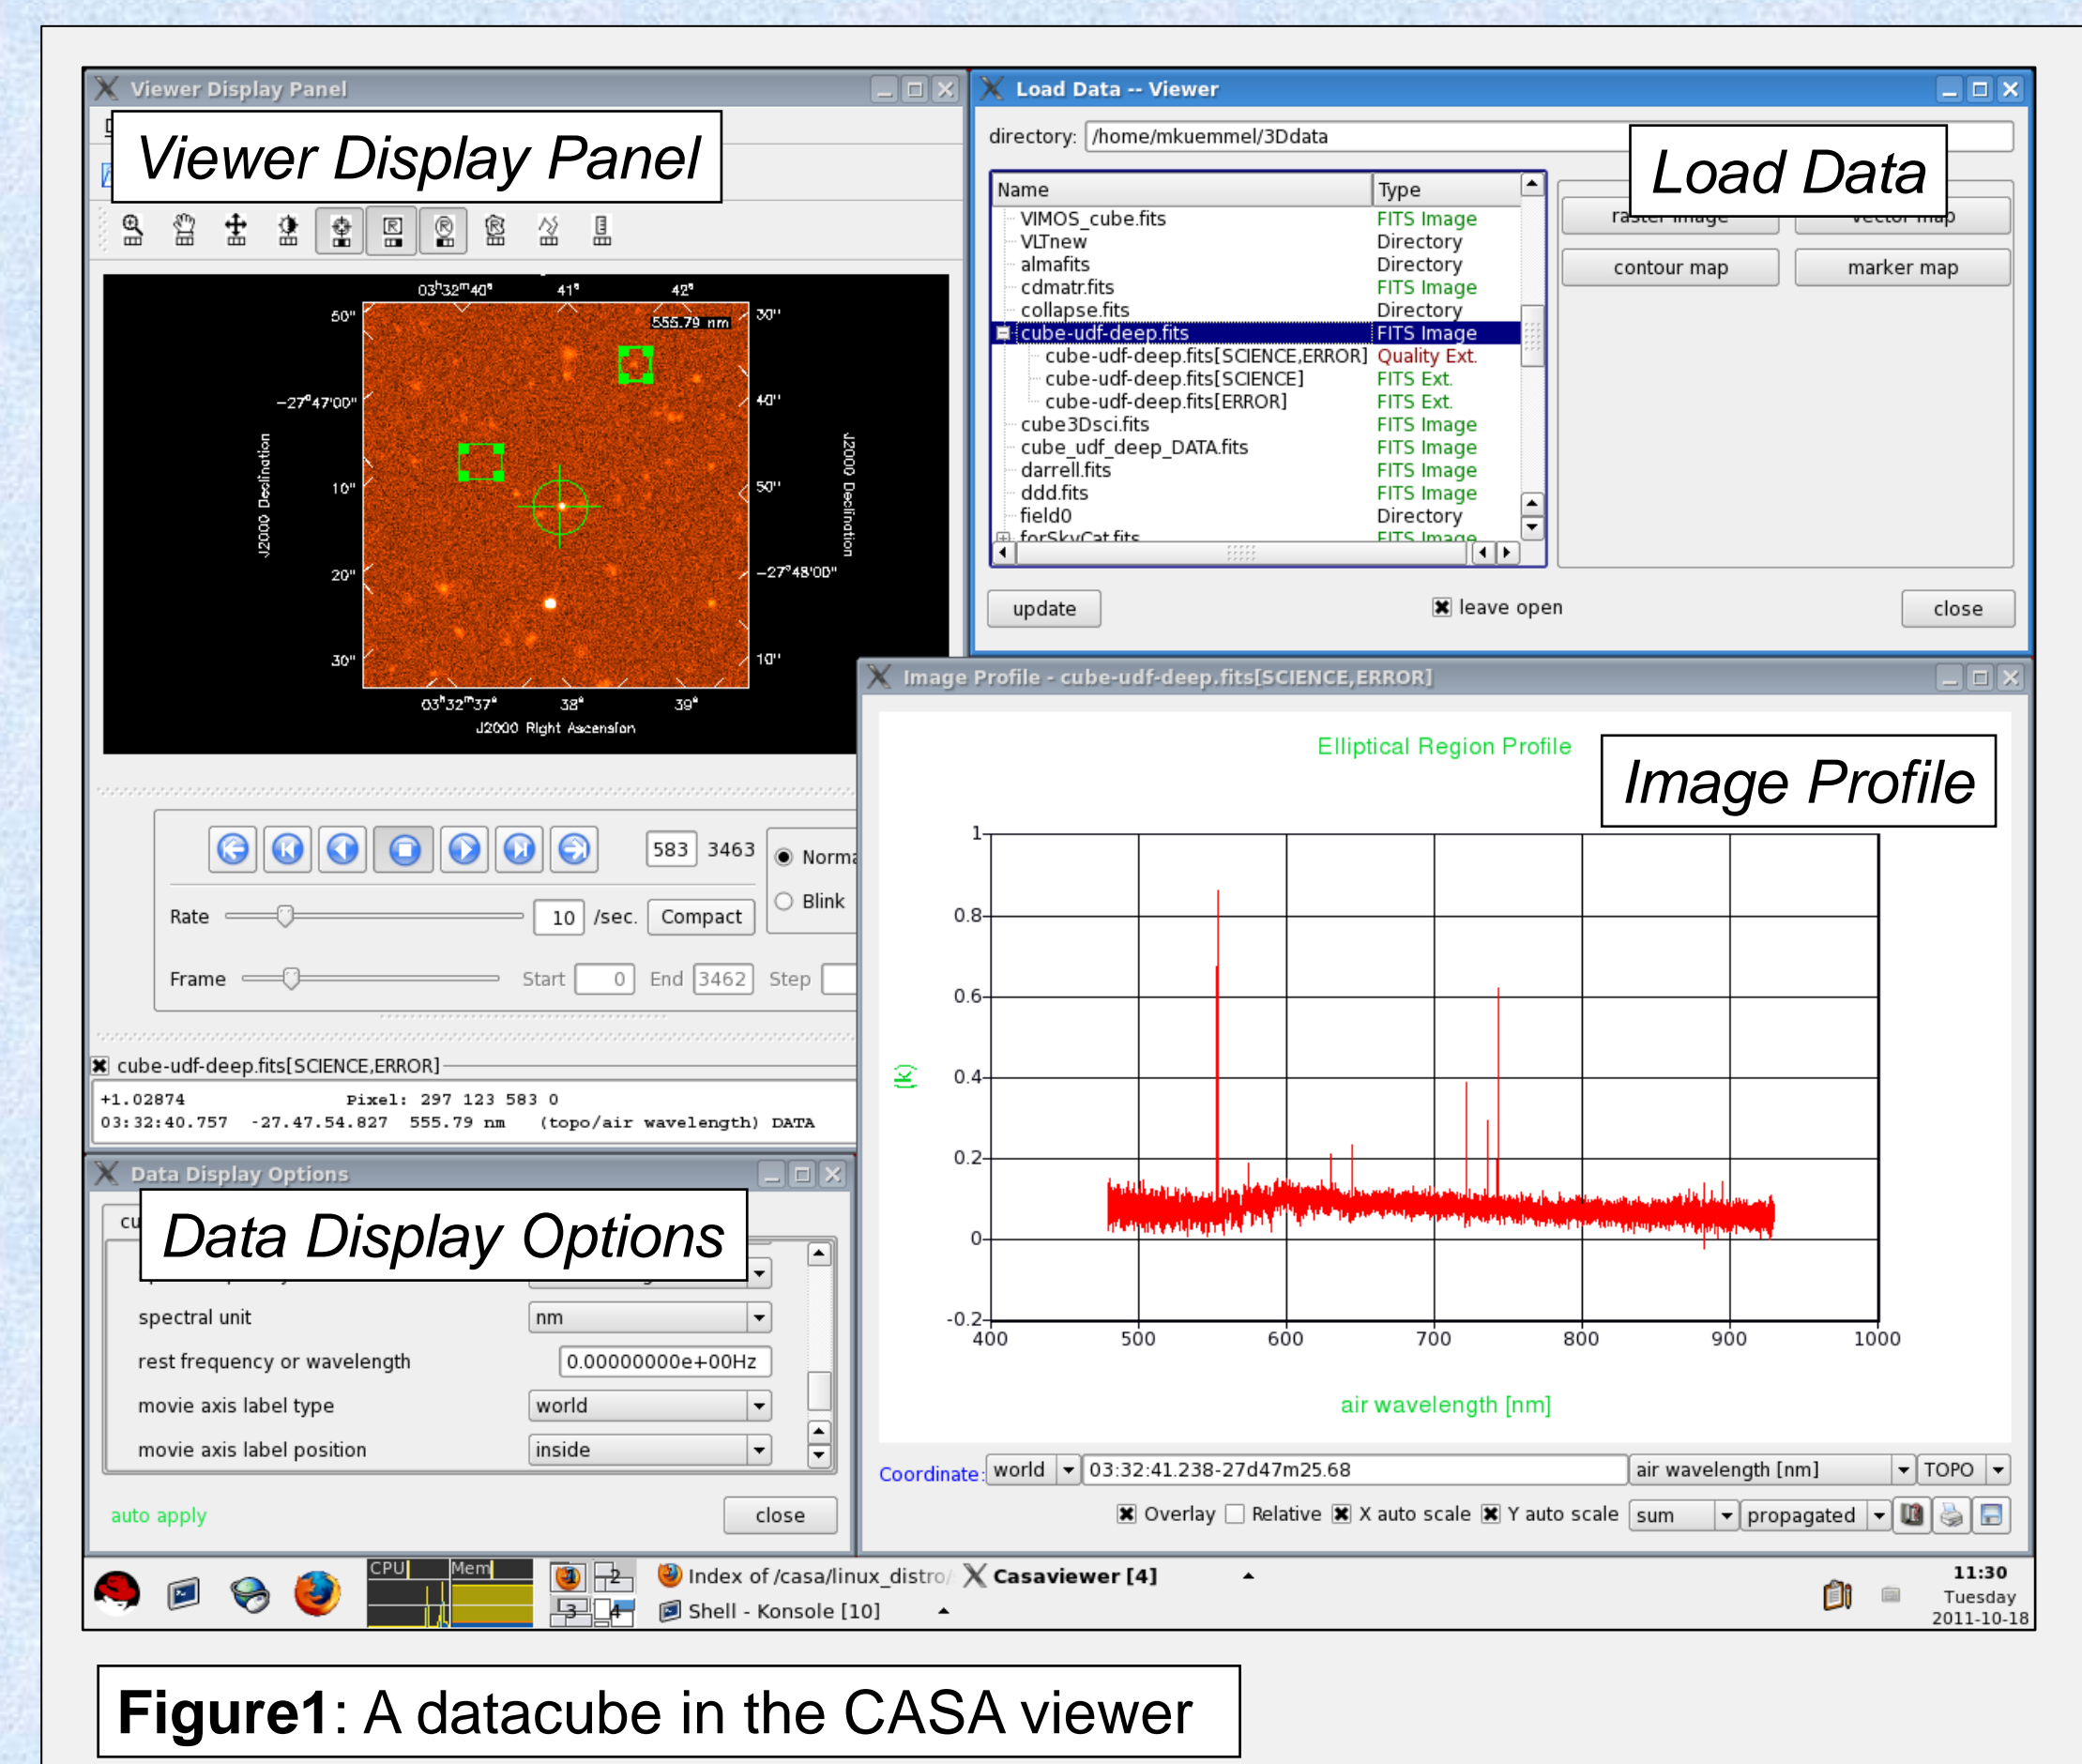 Viewer Display Panel
Viewer Display Panel
03h32m40s 41s 42s
555.79 nm
50" 30"
-27°47'00" 40"
10" 50"
20" -27°48'00"
30" 10"
J2000 Declination
J2000 Declination
03h32m37s 38s 39s
J2000 Right Ascension
583 3463
Normal
Blink
Rate 10 /sec. Compact
Frame Start 0 End 3462 Step
cube-udf-deep.fits[SCIENCE,ERROR]
+1.02874 Pixel: 297 123 583 0
03:32:40.757 -27.47.54.827 555.79 nm (topo/air wavelength) DATA
Data Display Options
Data Display Options
spectral unit nm
rest frequency or wavelength 0.00000000e+00Hz
movie axis label type world
movie axis label position inside
auto apply close
Load Data -- Viewer
directory: /home/mkuemmel/3Ddata
Load Data
Name Type
VIMOS_cube.fits FITS Image
VLTnew Directory
almafits Directory
cdmatr.fits FITS Image
collapse.fits Directory
cube-udf-deep.fits FITS Image
cube-udf-deep.fits[SCIENCE,ERROR] Quality Ext.
cube-udf-deep.fits[SCIENCE] FITS Ext.
cube-udf-deep.fits[ERROR] FITS Ext.
cube3Dsci.fits FITS Image
cube_udf_deep_DATA.fits FITS Image
darrell.fits FITS Image
ddd.fits FITS Image
field0 Directory
forSkyCat.fits FITS Image
raster image vector map
contour map marker map
update leave open close
Image Profile - cube-udf-deep.fits[SCIENCE,ERROR]
Elliptical Region Profile
Image Profile
1
0.8
0.6
0.4
0.2
0
-0.2
(K)
400 500 600 700 800 900 1000
air wavelength [nm]
Coordinate: world 03:32:41.238-27d47m25.68 air wavelength [nm] TOPO
Overlay Relative X auto scale Y auto scale sum propagated
CPU Mem
1 2
3 4
Index of /casa/linux_distro/ Casaviewer [4]
Shell - Konsole [10]
11:30
Tuesday
2011-10-18
Figure1: A datacube in the CASA viewer